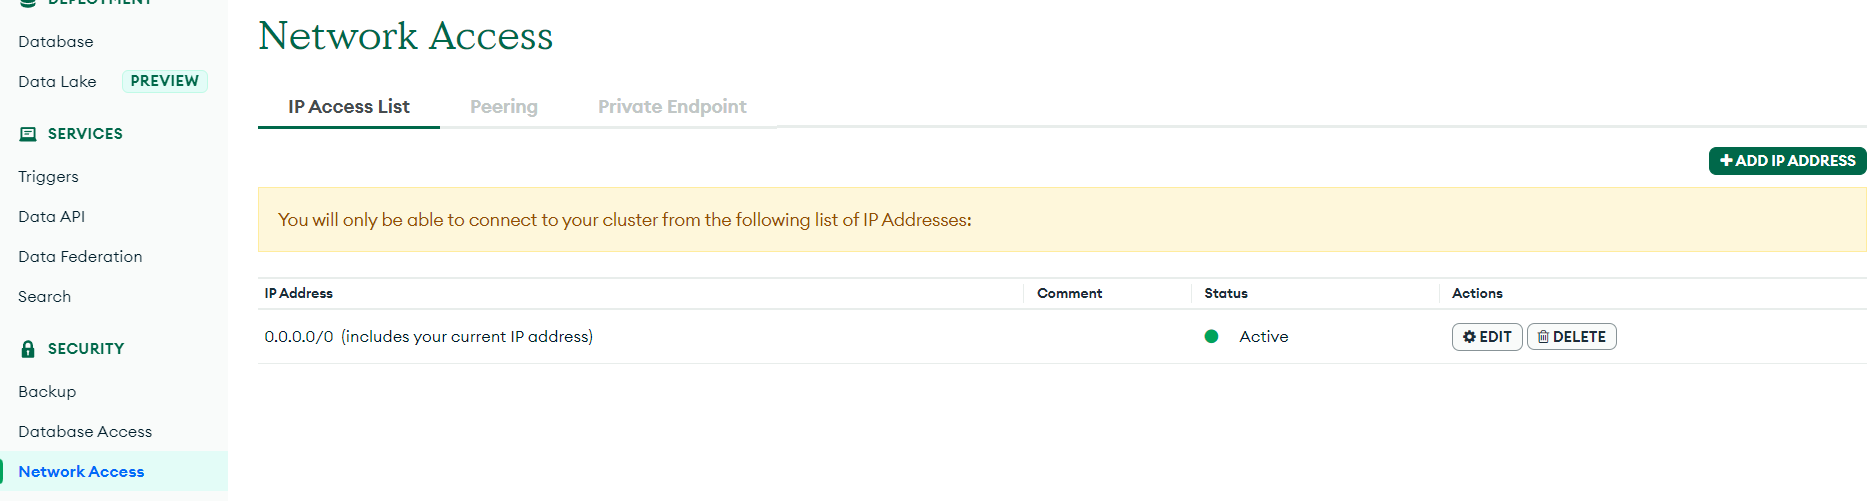 DEPLOYMENT
Database
Data Lake PREVIEW
SERVICES
Triggers
Data API
Data Federation
Search
SECURITY
Backup
Database Access
Network Access
Network Access
IP Access List Peering Private Endpoint
+ ADD IP ADDRESS
You will only be able to connect to your cluster from the following list of IP Addresses:
IP Address Comment Status Actions
0.0.0.0/0 (includes your current IP address) Active EDIT DELETE